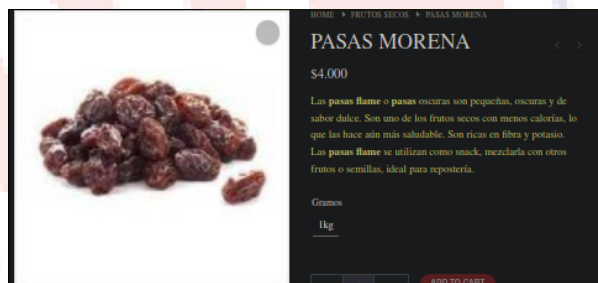 HOME ▸ FRUTOS SECOS ▸ PASAS MORENA
PASAS MORENA
$4.000
Las pasas flame o pasas oscuras son pequeñas, oscuras y de
sabor dulce. Son uno de los frutos secos con menos calorías, lo
que las hace aún más saludable. Son ricas en fibra y potasio.
Las pasas flame se utilizan como snack, mezclarla con otros
frutos o semillas, ideal para repostería.
Gramos
1kg
ADD TO CART